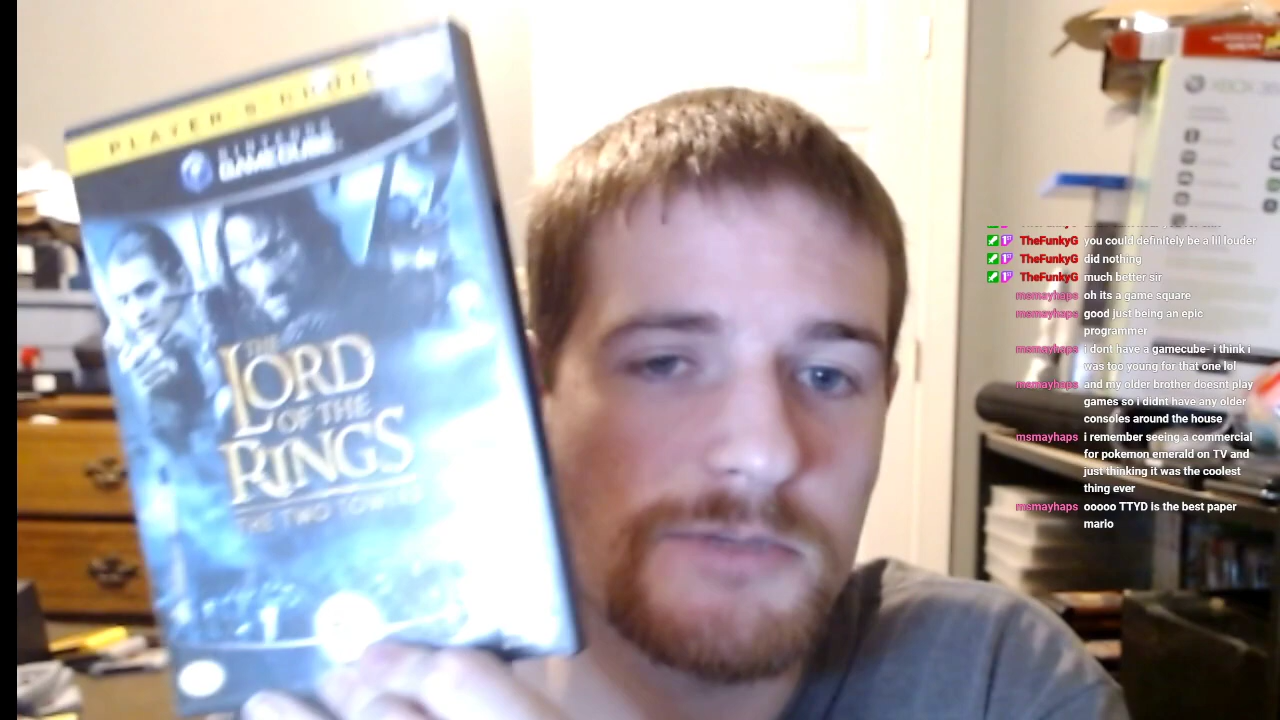 PLAYER'S CHOICE
NINTENDO
GAMECUBE
THE
LORD
OF THE
RINGS
THE TWO TOWERS
XBOX 36
TheFunkyG you could definitely be a lil louder
TheFunkyG did nothing
TheFunkyG much better sir
msmayhaps oh its a game square
msmayhaps good just being an epic
programmer
msmayhaps i dont have a gamecube- i think i
was too young for that one lol
msmayhaps and my older brother doesnt play
games so i didnt have any older
consoles around the house
msmayhaps i remember seeing a commercial
for pokemon emerald on TV and
just thinking it was the coolest
thing ever
msmayhaps ooooo TTYD is the best paper
mario